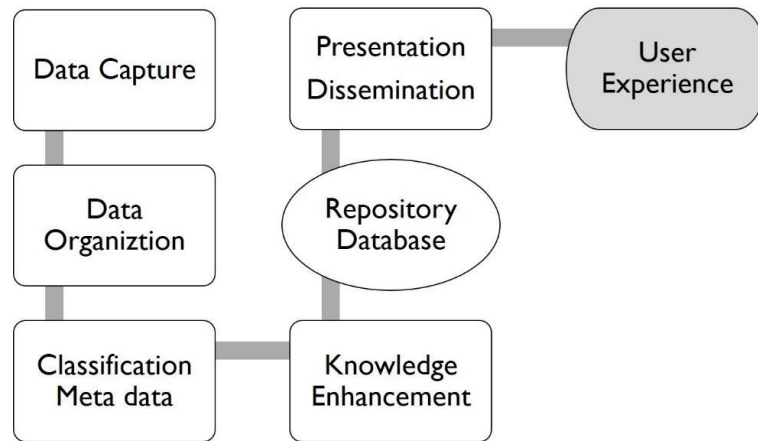 Data Capture
Data
Organiztion
Classification
Meta data
Knowledge
Enhancement
Repository
Database
Presentation
Dissemination
User
Experience